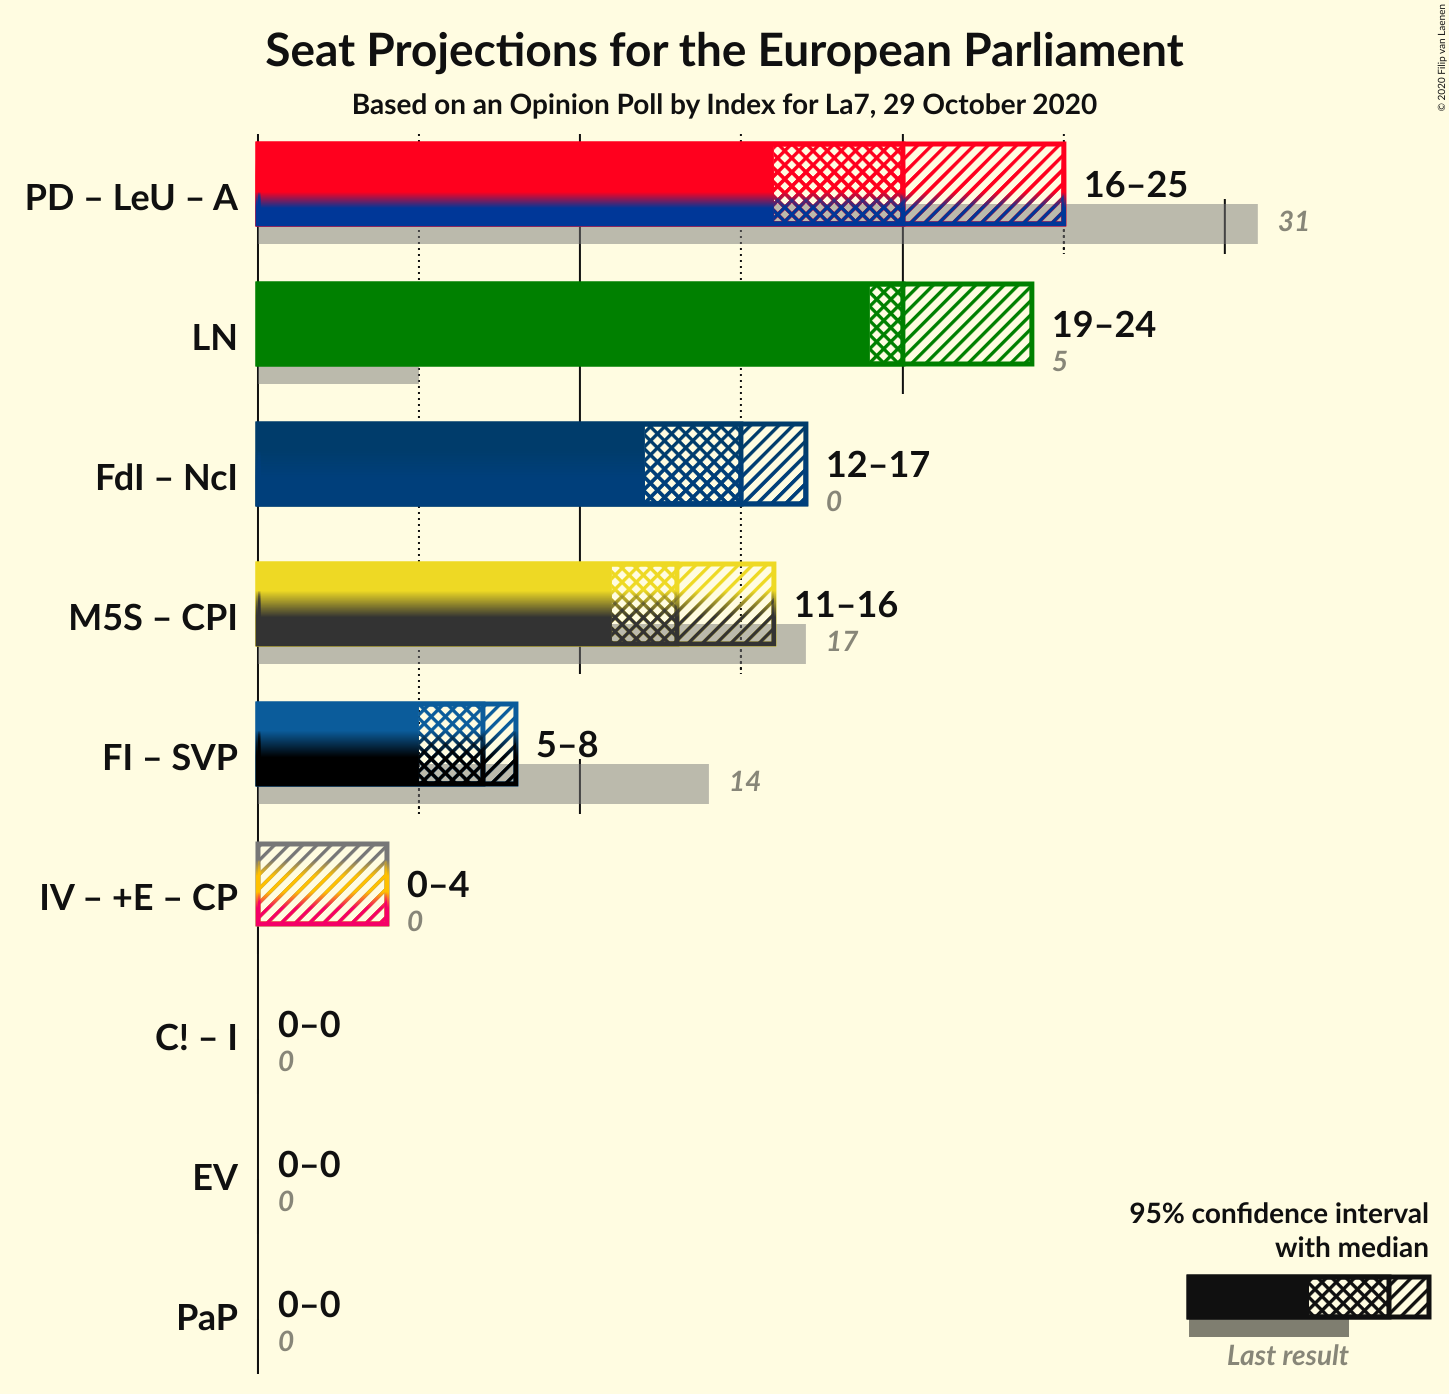 Seat Projections for the European Parliament
Based on an Opinion Poll by Index for La7, 29 October 2020
© 2020 Filip van Laenen
PD – LeU – A
16–25
31
LN
19–24
5
FdI – NcI
12–17
0
M5S – CPI
11–16
17
FI – SVP
5–8
14
IV – +E – CP
0–4
0
C! – I
0–0
0
EV
0–0
0
PaP
0–0
0
95% confidence interval
with median
Last result